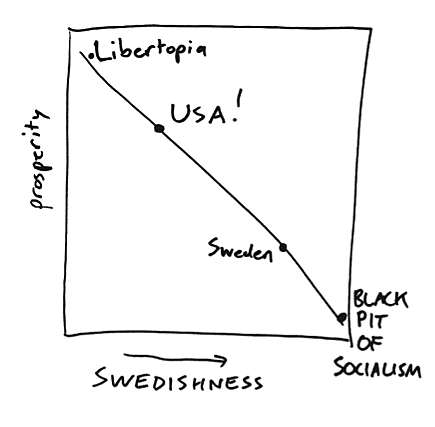 Libertopia
USA!
prosperity
Sweden
BLACK
PIT
OF
SOCIALISM
SWEDISHNESS